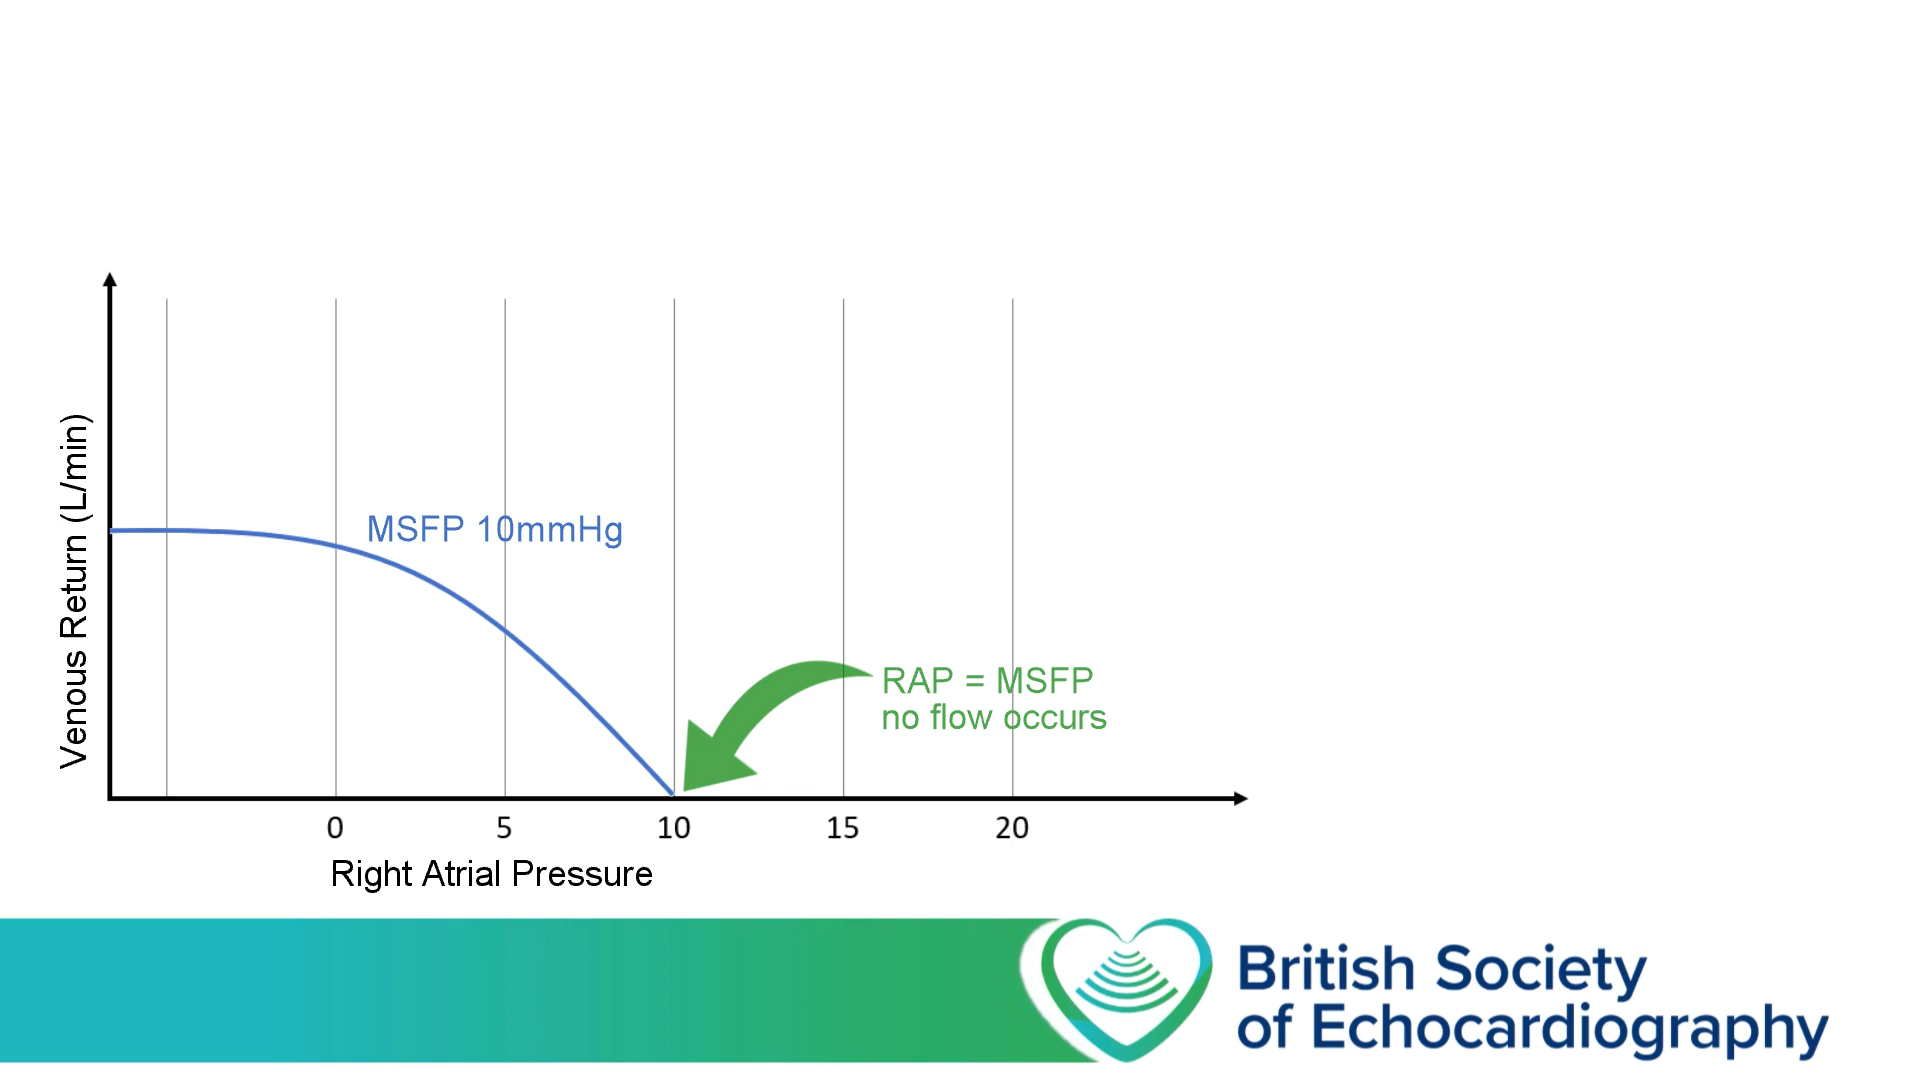 Venous Return (L/min)
MSFP 10mmHg
RAP = MSFP
no flow occurs
0 5 10 15 20
Right Atrial Pressure
British Society
of Echocardiography